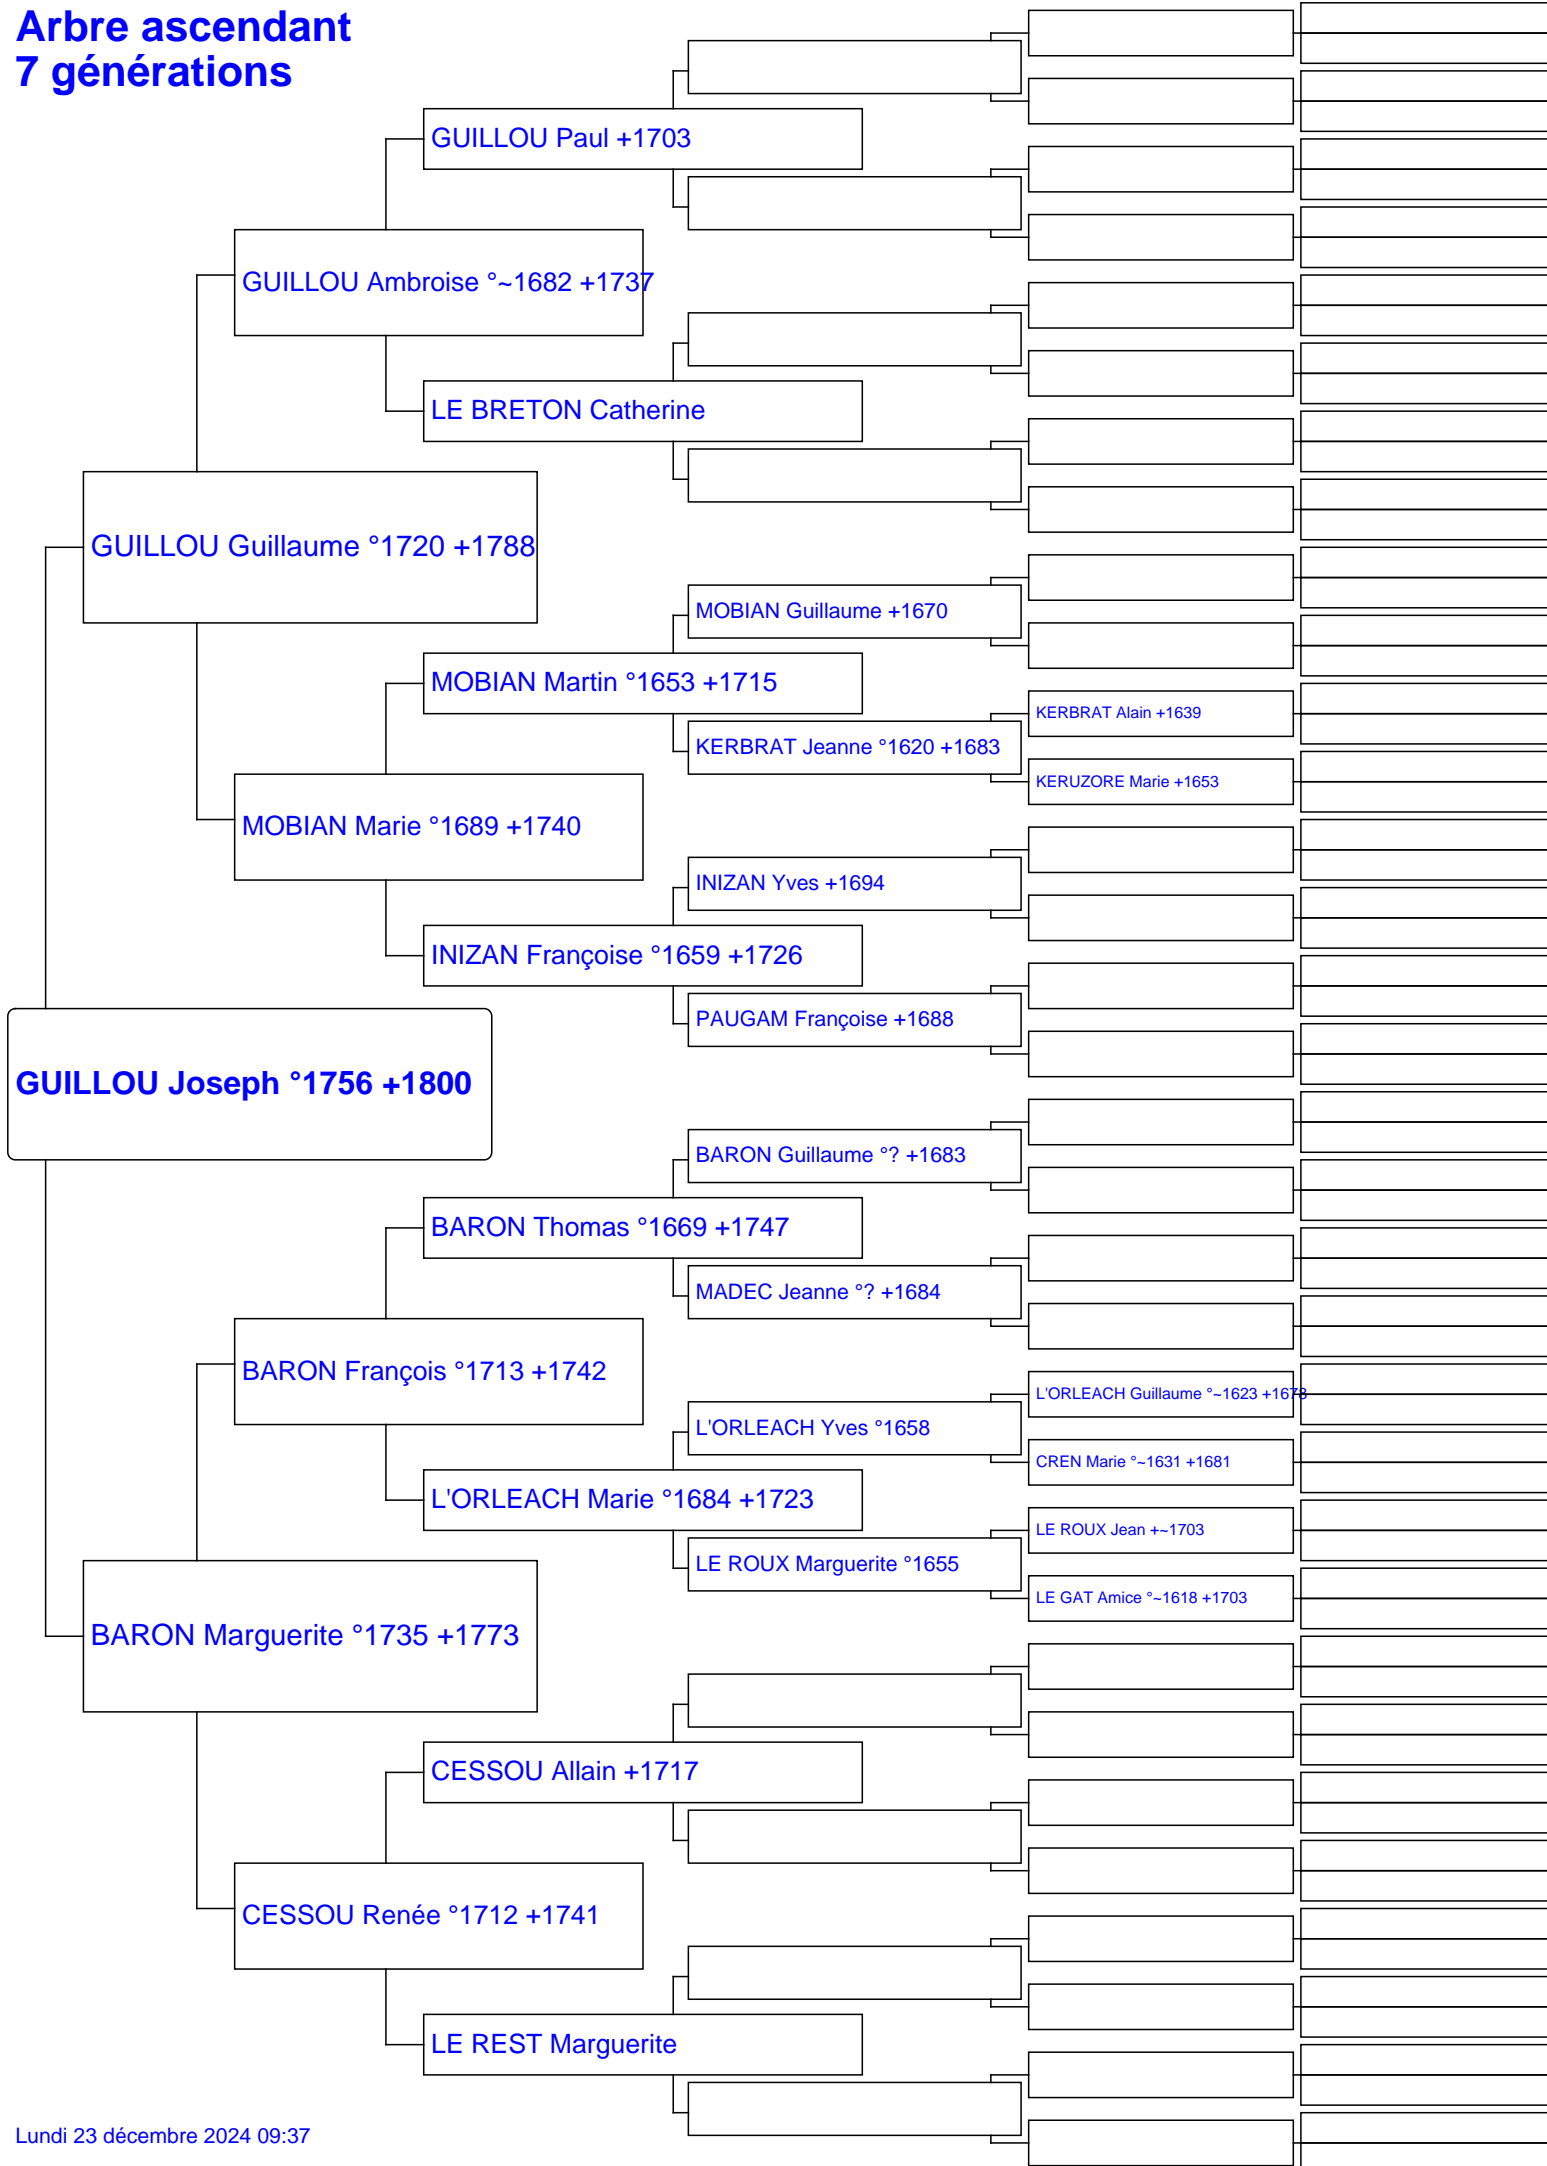 Arbre ascendant
7 générations
GUILLOU Paul +1703
GUILLOU Ambroise °~1682 +1737
LE BRETON Catherine
GUILLOU Guillaume °1720 +1788
MOBIAN Guillaume +1670
MOBIAN Martin °1653 +1715
KERBRAT Alain +1639
KERBRAT Jeanne °1620 +1683
KERUZORE Marie +1653
MOBIAN Marie °1689 +1740
INIZAN Yves +1694
INIZAN Françoise °1659 +1726
PAUGAM Françoise +1688
GUILLOU Joseph °1756 +1800
BARON Guillaume °? +1683
BARON Thomas °1669 +1747
MADEC Jeanne °? +1684
BARON François °1713 +1742
L'ORLEACH Guillaume °~1623 +1678
L'ORLEACH Yves °1658
CREN Marie °~1631 +1681
L'ORLEACH Marie °1684 +1723
LE ROUX Jean +~1703
LE ROUX Marguerite °1655
LE GAT Amice °~1618 +1703
BARON Marguerite °1735 +1773
CESSOU Allain +1717
CESSOU Renée °1712 +1741
LE REST Marguerite
Lundi 23 décembre 2024 09:37